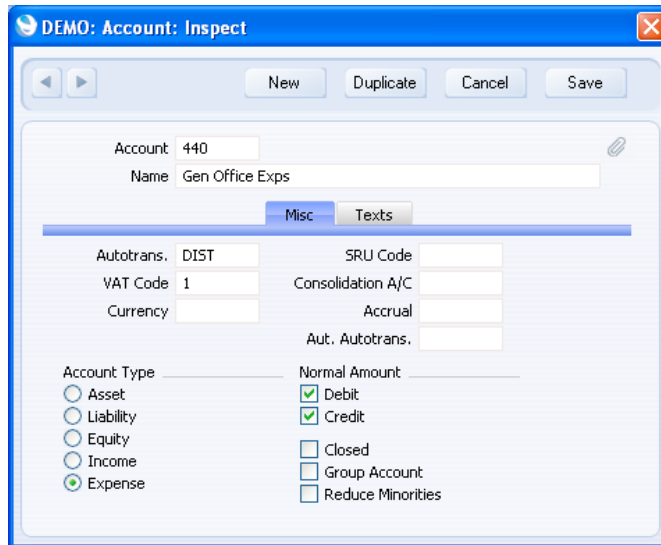 DEMO: Account: Inspect
New Duplicate Cancel Save
Account 440
Name Gen Office Exps
Misc Texts
Autotrans. DIST SRU Code
VAT Code 1 Consolidation A/C
Currency Accrual
Aut. Autotrans.
Account Type Normal Amount
Asset Debit
Liability Credit
Equity Closed
Income Group Account
Expense Reduce Minorities